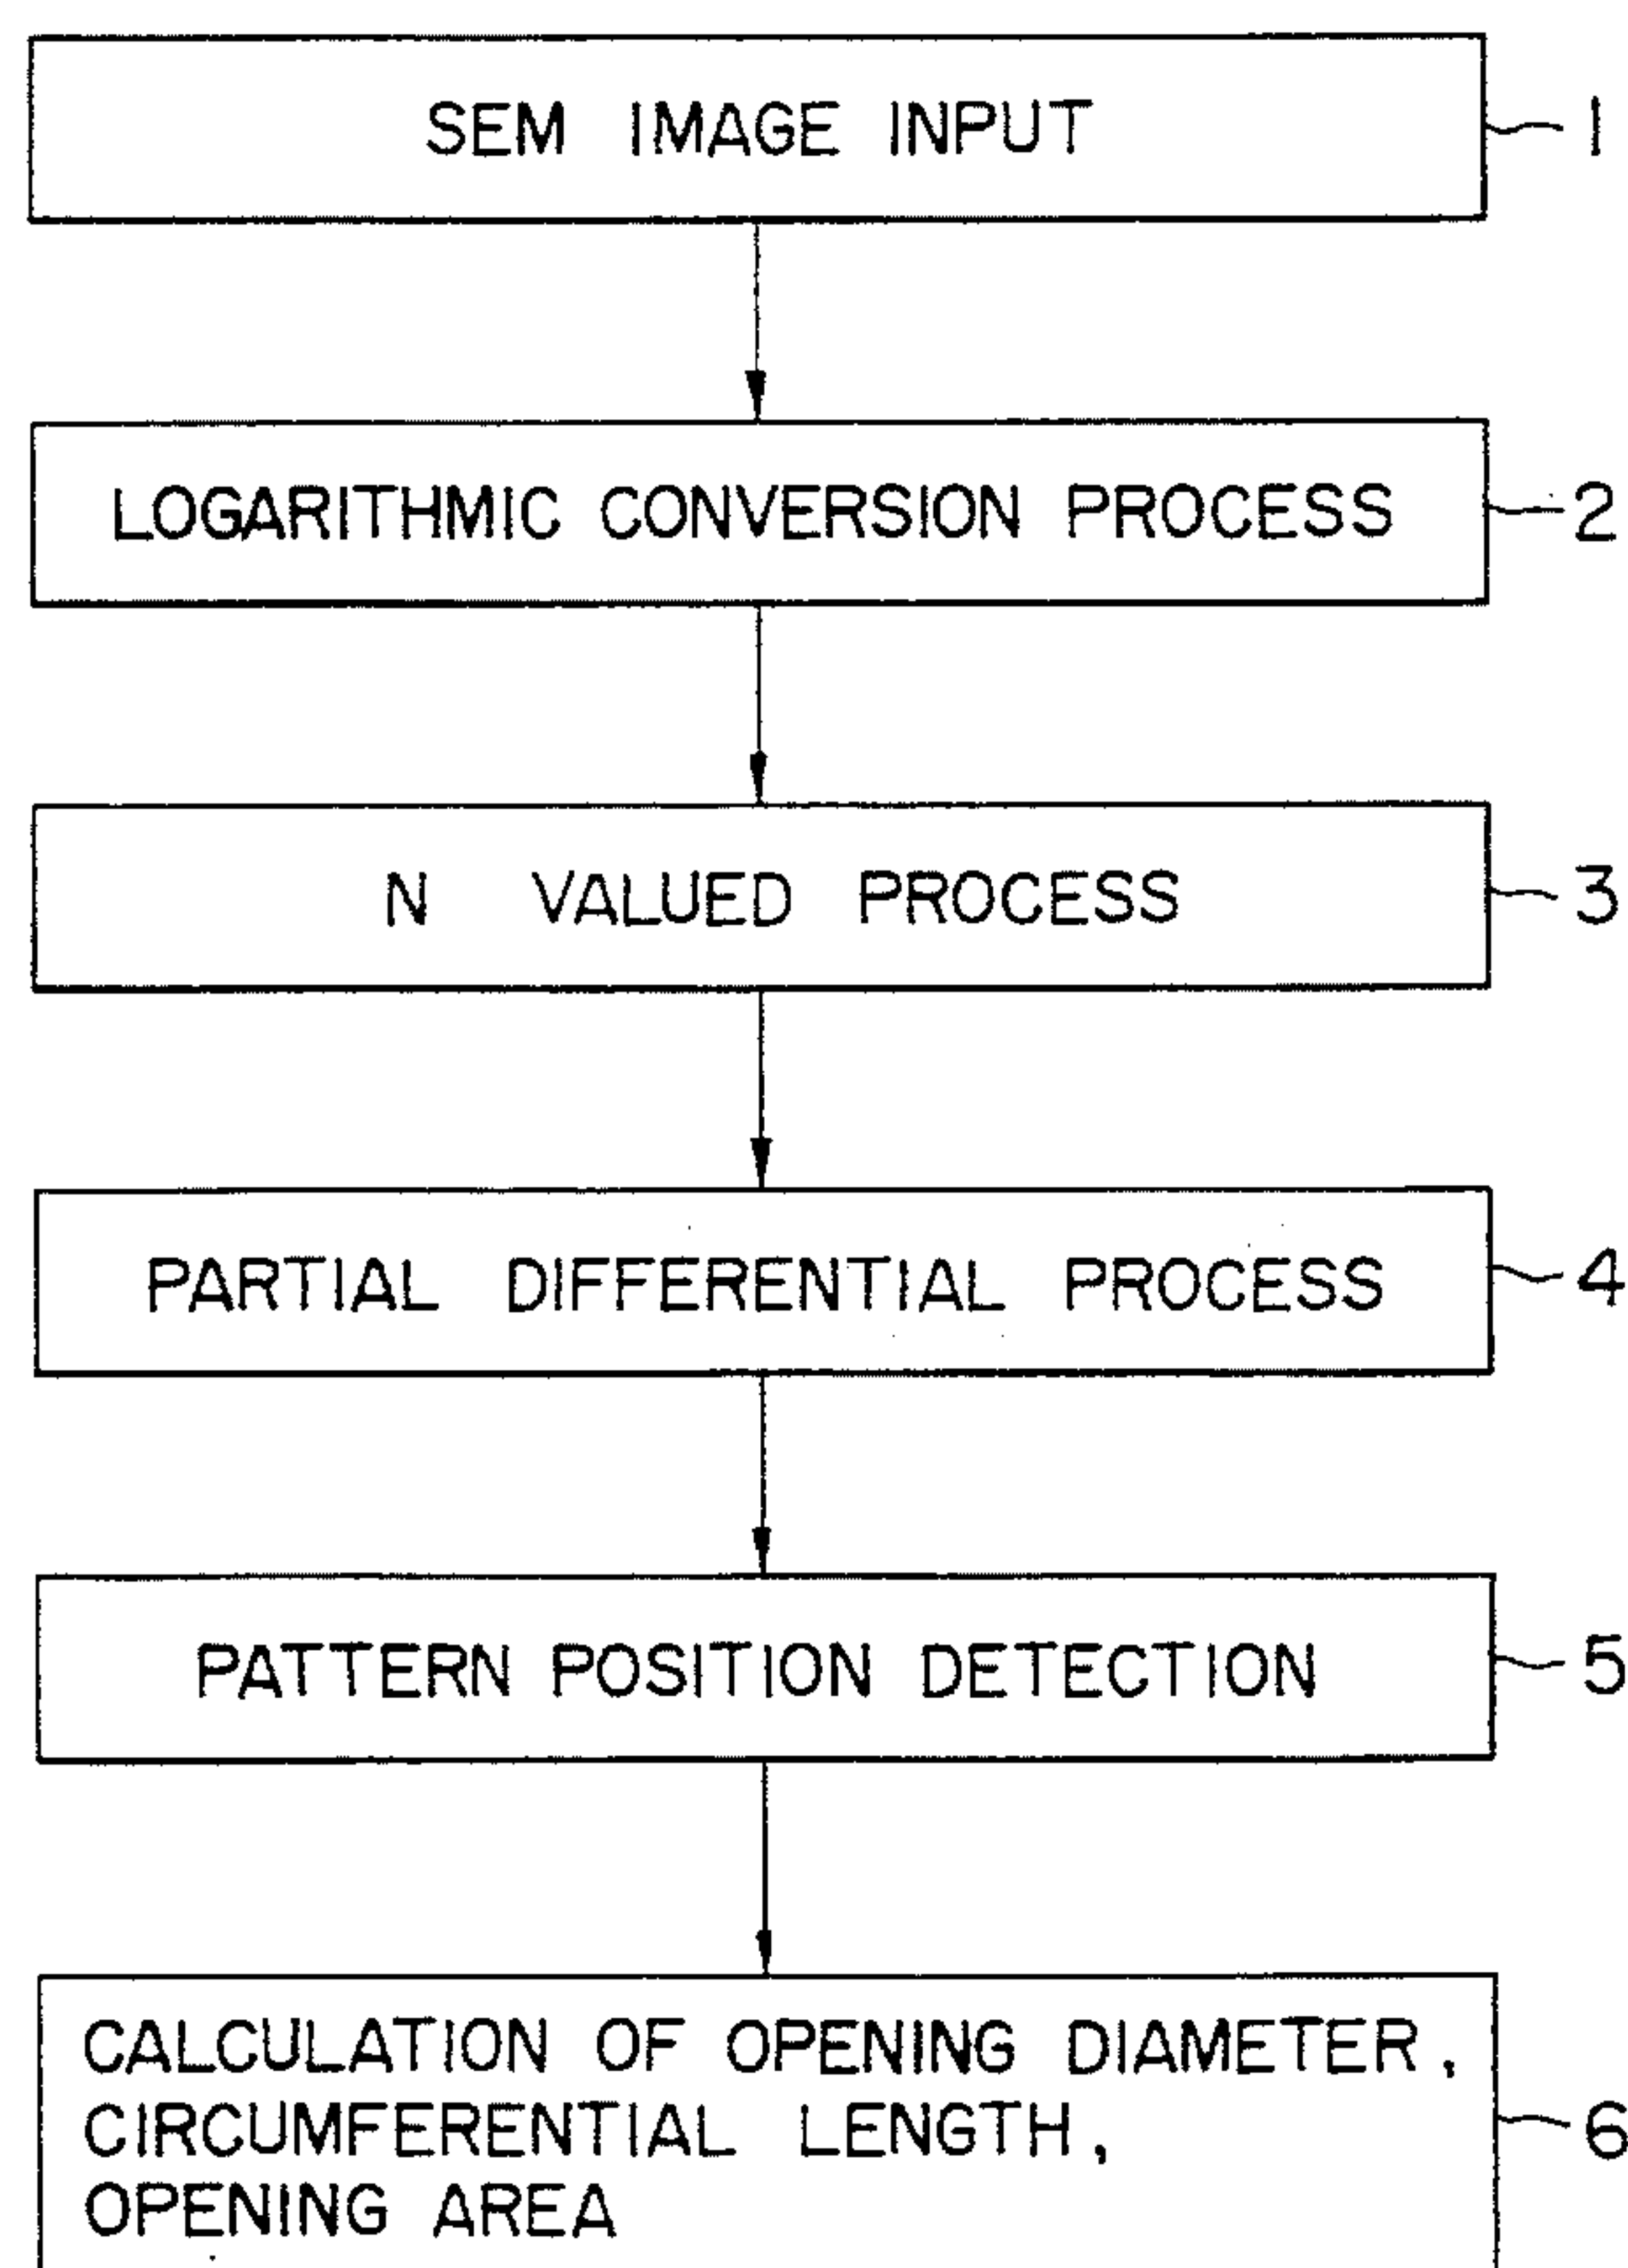 SEM IMAGE INPUT 1
LOGARITHMIC CONVERSION PROCESS 2
N VALUED PROCESS 3
PARTIAL DIFFERENTIAL PROCESS 4
PATTERN POSITION DETECTION 5
CALCULATION OF OPENING DIAMETER,
CIRCUMFERENTIAL LENGTH, 6
OPENING AREA